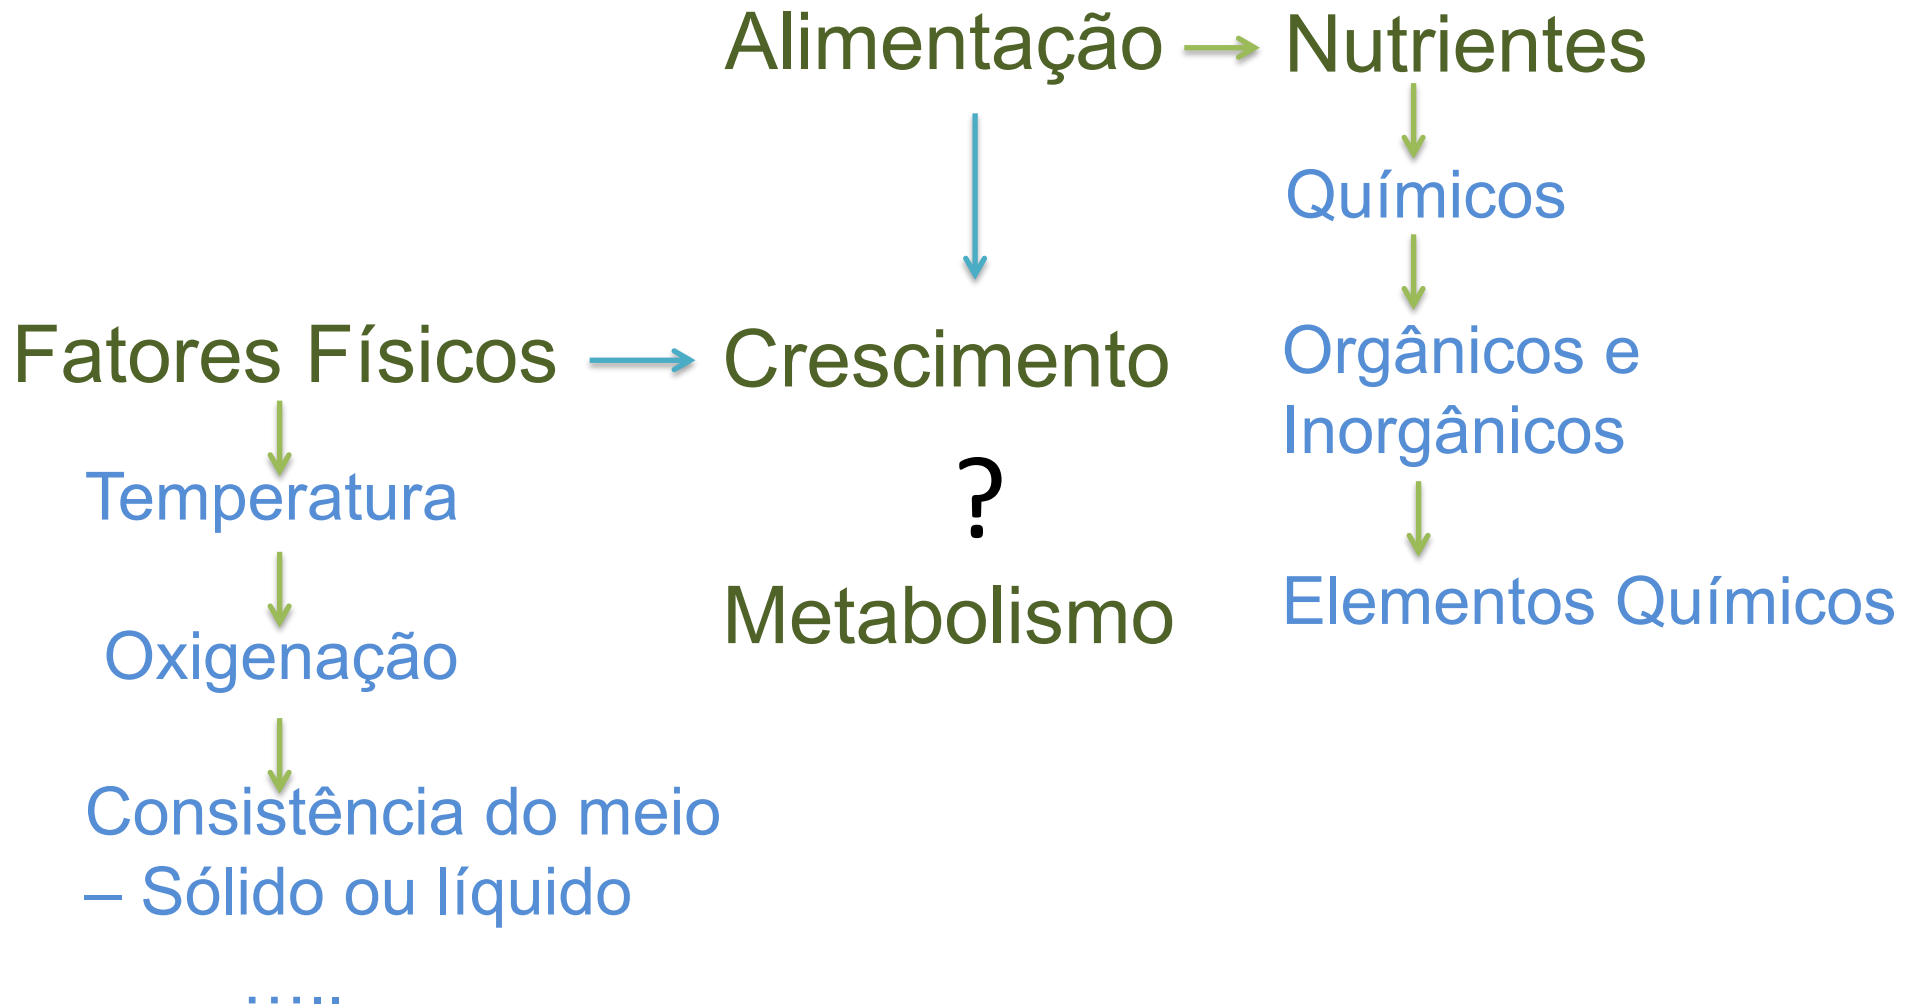 Alimentação
Nutrientes
Químicos
Fatores Físicos
Crescimento
Orgânicos e
Inorgânicos
?
Temperatura
Metabolismo
Elementos Químicos
Oxigenação
Consistência do meio
– Sólido ou líquido